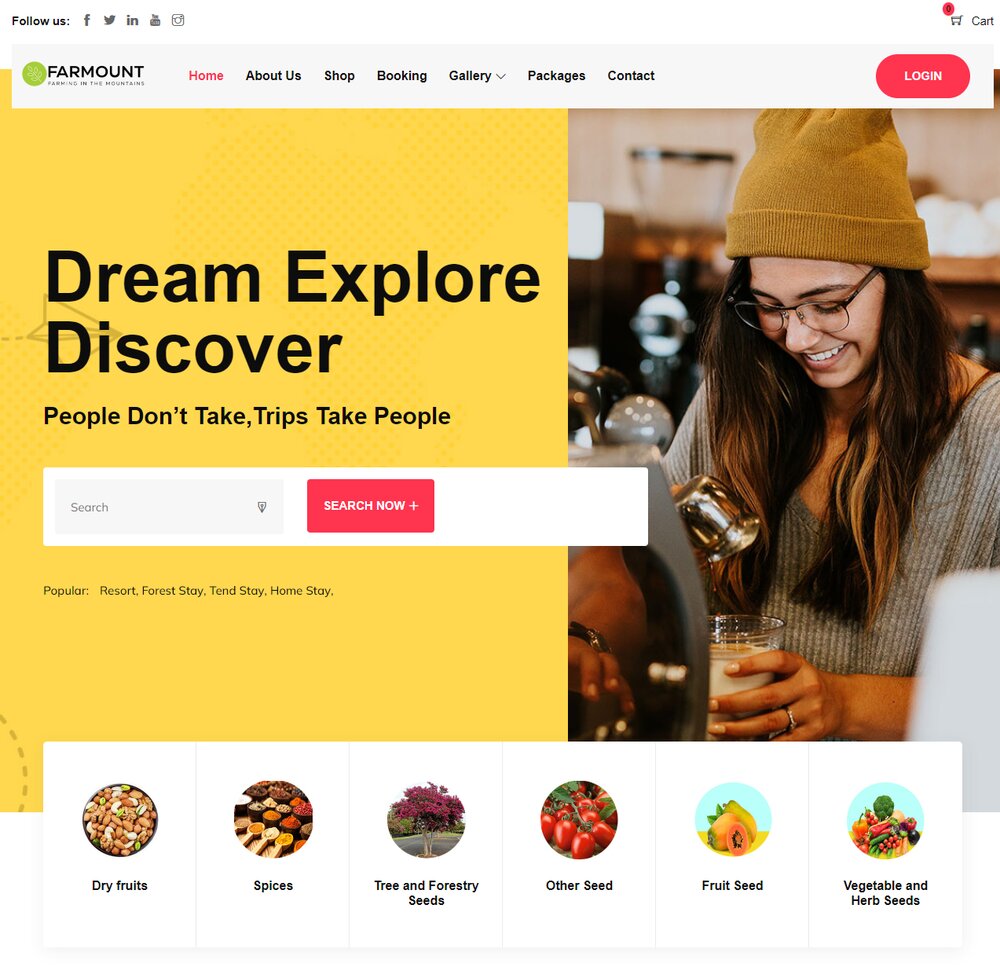 Follow us:
0
Cart
FARMOUNT
FARMING IN THE MOUNTAINS
Home About Us Shop Booking Gallery Packages Contact
LOGIN
Dream Explore
Discover
People Don’t Take,Trips Take People
Search
SEARCH NOW +
Popular: Resort, Forest Stay, Tend Stay, Home Stay,
Dry fruits
Spices
Tree and Forestry
Seeds
Other Seed
Fruit Seed
Vegetable and
Herb Seeds